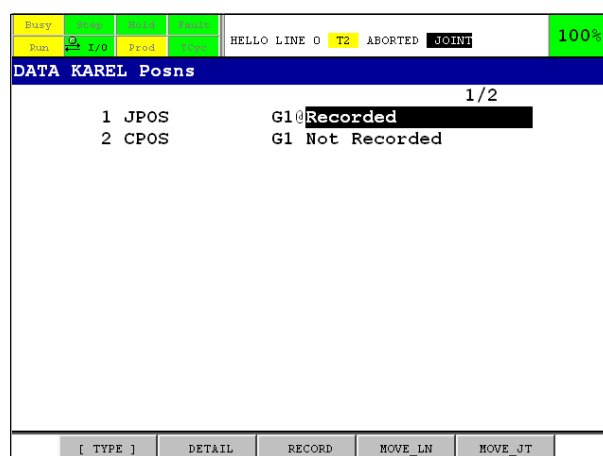 Busy Step Hold Fault
Run I/O Prod TCyc
HELLO LINE 0 T2 ABORTED JOINT
100%
DATA KAREL Posns
1/2
1 JPOS G1@Recorded
2 CPOS G1 Not Recorded
[ TYPE ] DETAIL RECORD MOVE_LN MOVE_JT